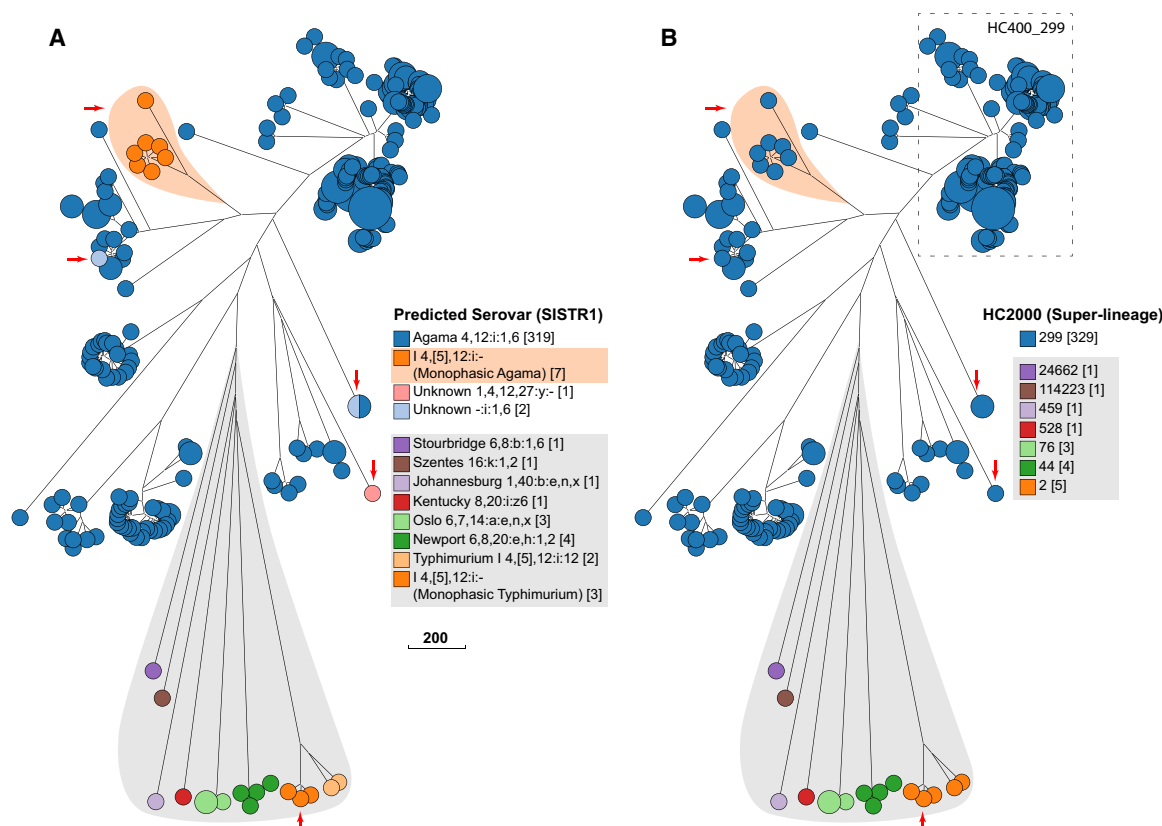 A
Predicted Serovar (SISTR1)
Agama 4,12:i:1,6 [319]
I 4,[5],12:i:-
(Monophasic Agama) [7]
Unknown 1,4,12,27:y:- [1]
Unknown -:i:1,6 [2]
Stourbridge 6,8:b:1,6 [1]
Szentes 16:k:1,2 [1]
Johannesburg 1,40:b:e,n,x [1]
Kentucky 8,20:i:z6 [1]
Oslo 6,7,14:a:e,n,x [3]
Newport 6,8,20:e,h:1,2 [4]
Typhimurium I 4,[5],12:i:12 [2]
I 4,[5],12:i:-
(Monophasic Typhimurium) [3]
200
B
HC400_299
HC2000 (Super-lineage)
299 [329]
24662 [1]
114223 [1]
459 [1]
528 [1]
76 [3]
44 [4]
2 [5]